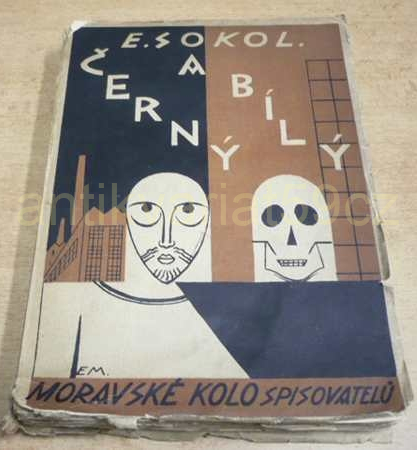 E. SOKOL.
ČERNÝ
A
BÍLÝ
EM.
MORAVSKÉ KOLO SPISOVATELŮ